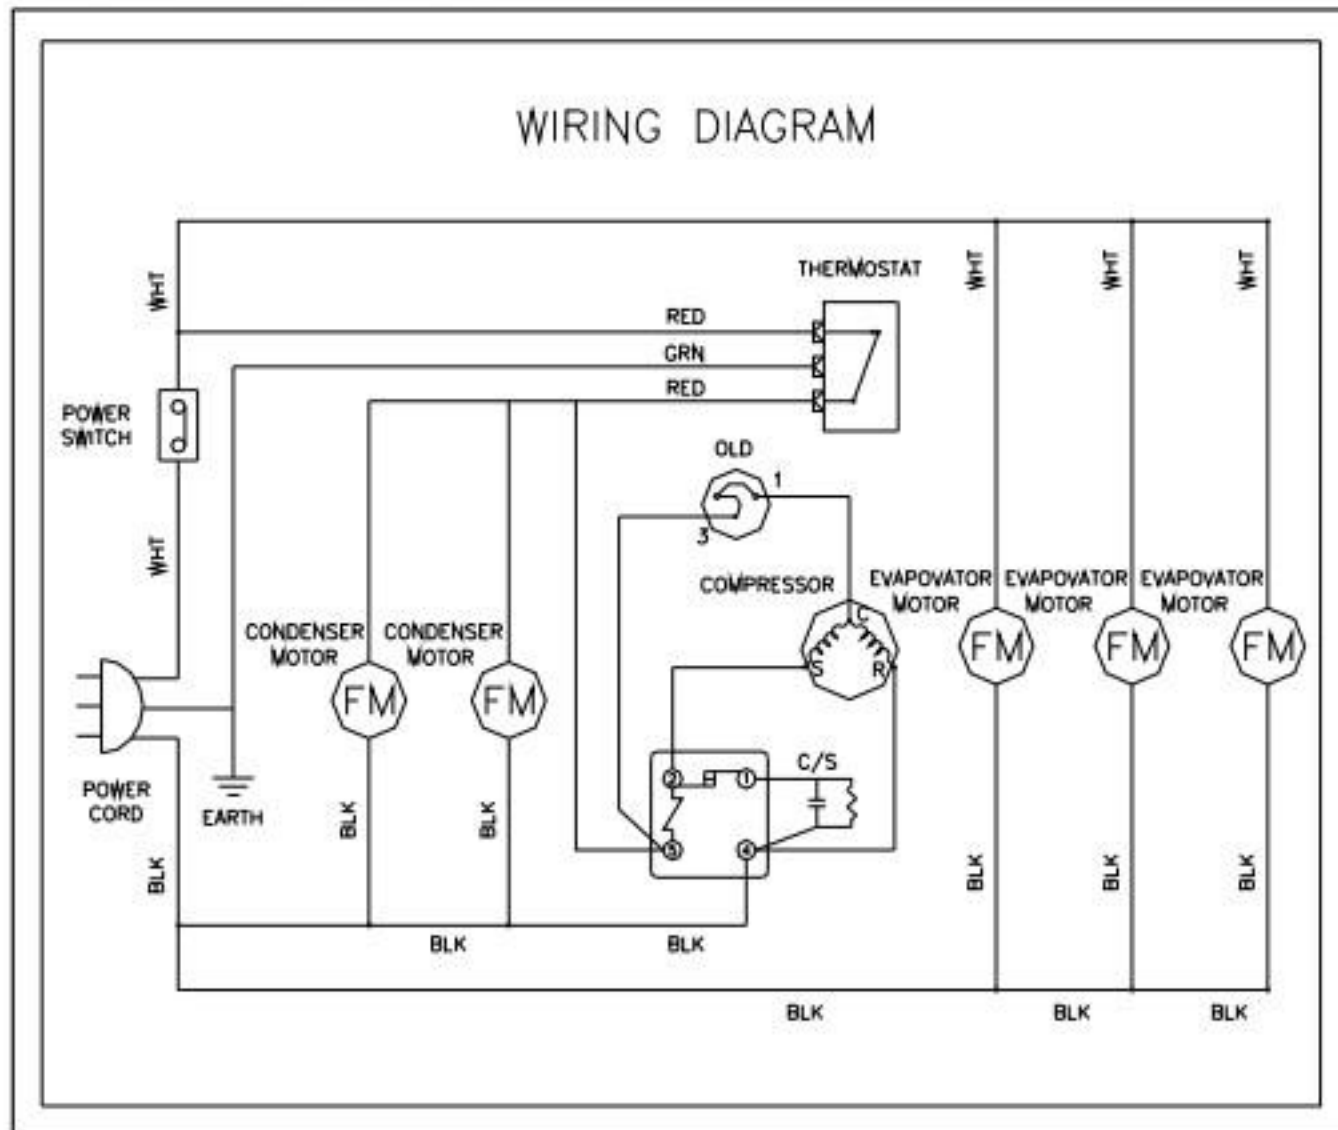 WIRING DIAGRAM
WHT
THERMOSTAT
WHT
WHT
WHT
RED
GRN
RED
POWER
SWITCH
OLD
1
3
WHT
COMPRESSOR
EVAPOVATOR
MOTOR
EVAPOVATOR
MOTOR
EVAPOVATOR
MOTOR
C
S
R
FM
FM
FM
CONDENSER
MOTOR
CONDENSER
MOTOR
FM
FM
POWER
CORD
EARTH
BLK
BLK
BLK
2
1
C/S
5
4
BLK
BLK
BLK
BLK
BLK
BLK
BLK
BLK